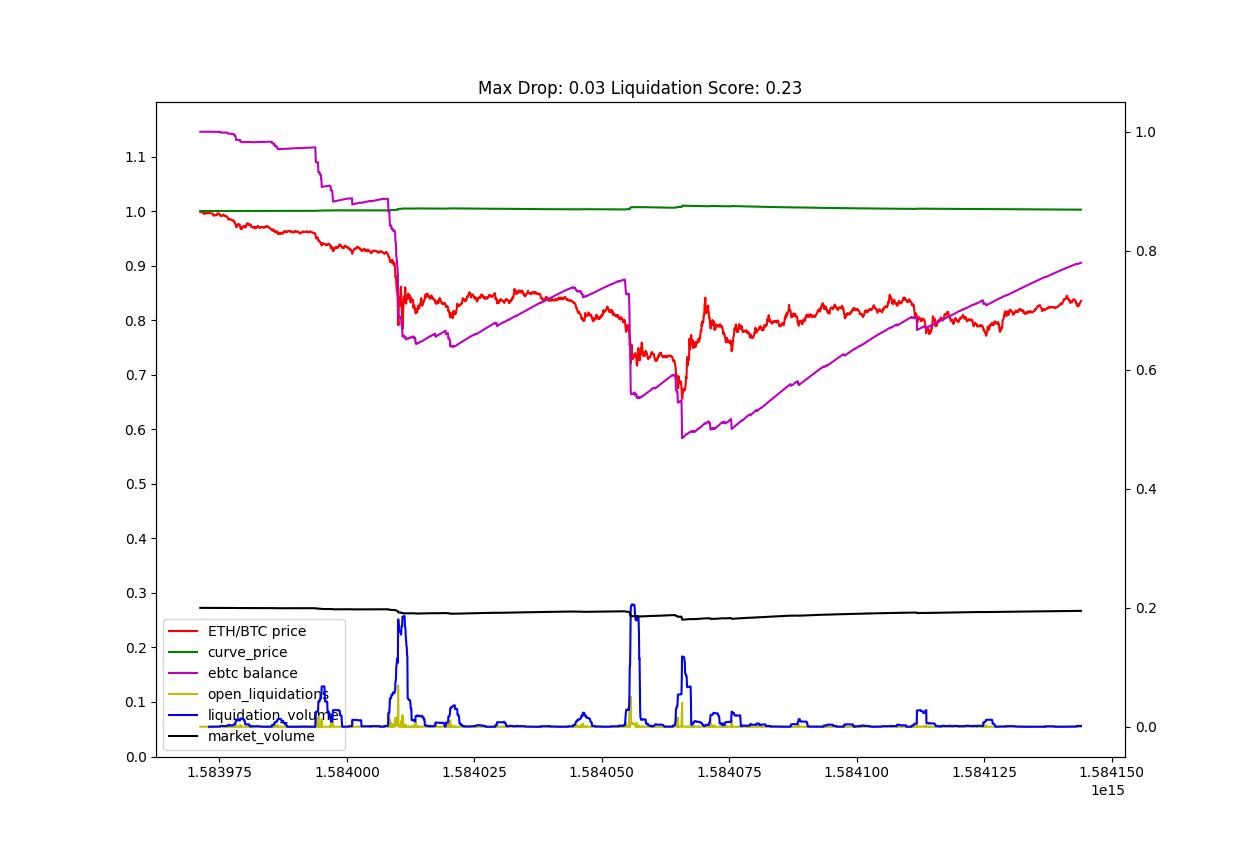 Max Drop: 0.03 Liquidation Score: 0.23
1.1
1.0
0.9
0.8
0.7
0.6
0.5
0.4
0.3
0.2
0.1
0.0
1.0
0.8
0.6
0.4
0.2
0.0
ETH/BTC price
curve_price
ebtc balance
open_liquidations
liquidation_volume
market_volume
1.583975 1.584000 1.584025 1.584050 1.584075 1.584100 1.584125 1.584150
1e15